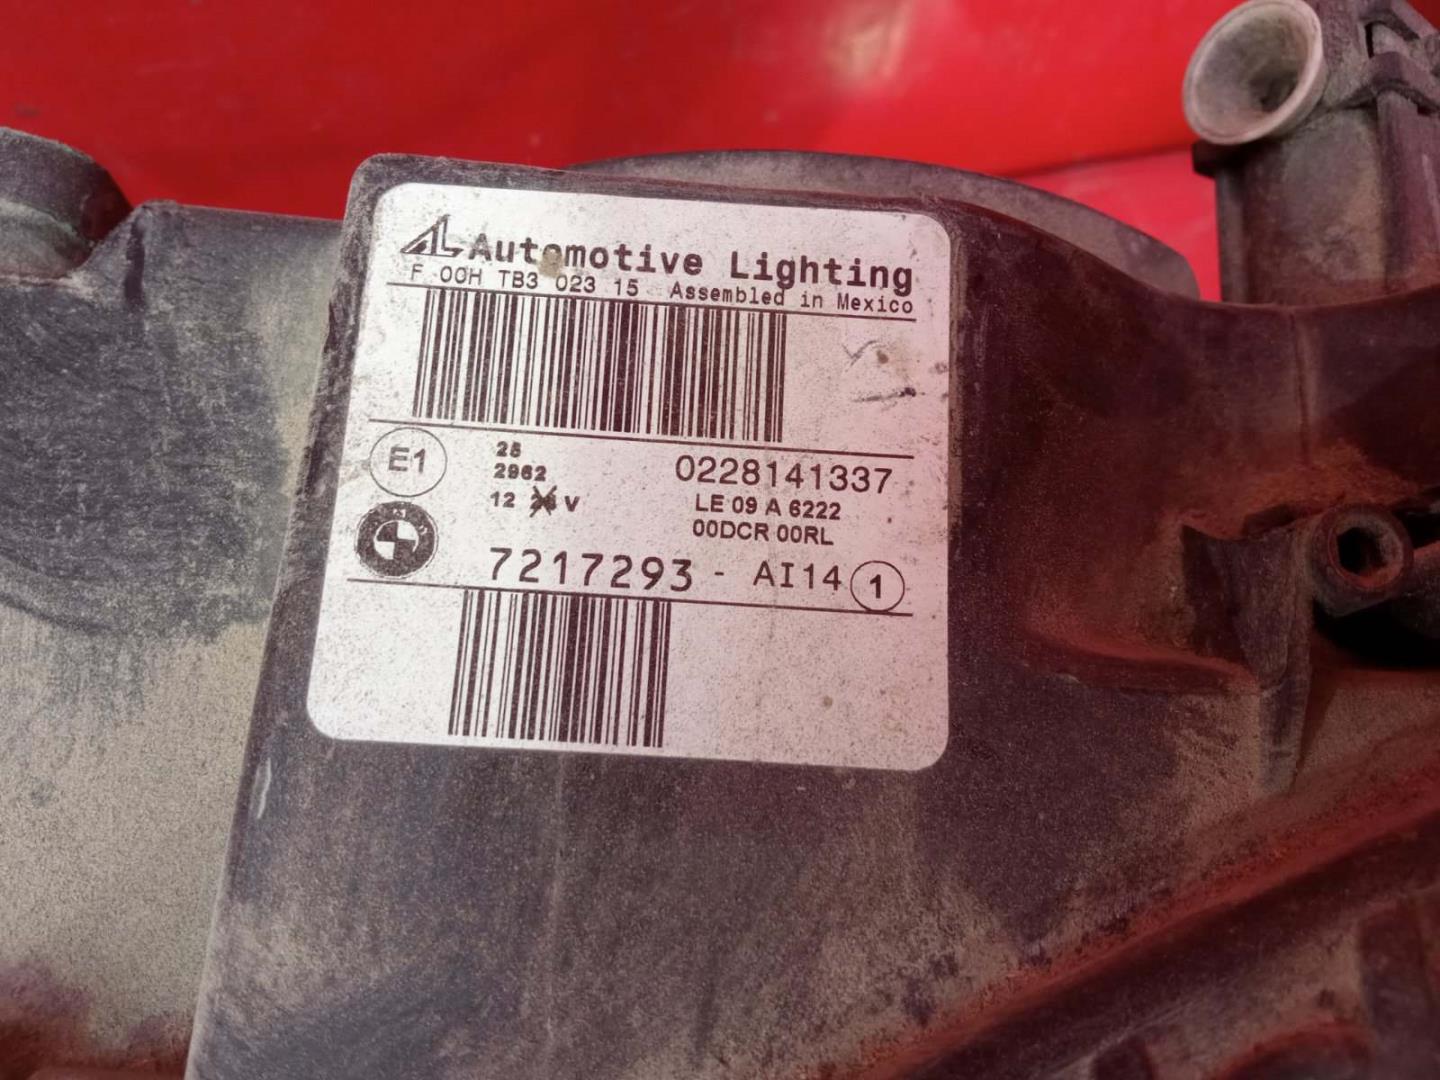 AL Automotive Lighting
F 00H TB3 023 15 Assembled in Mexico
E1
25
2962
12 V
0228141337
LE 09 A 6222
00DCR 00RL
7217293 - AI14 1